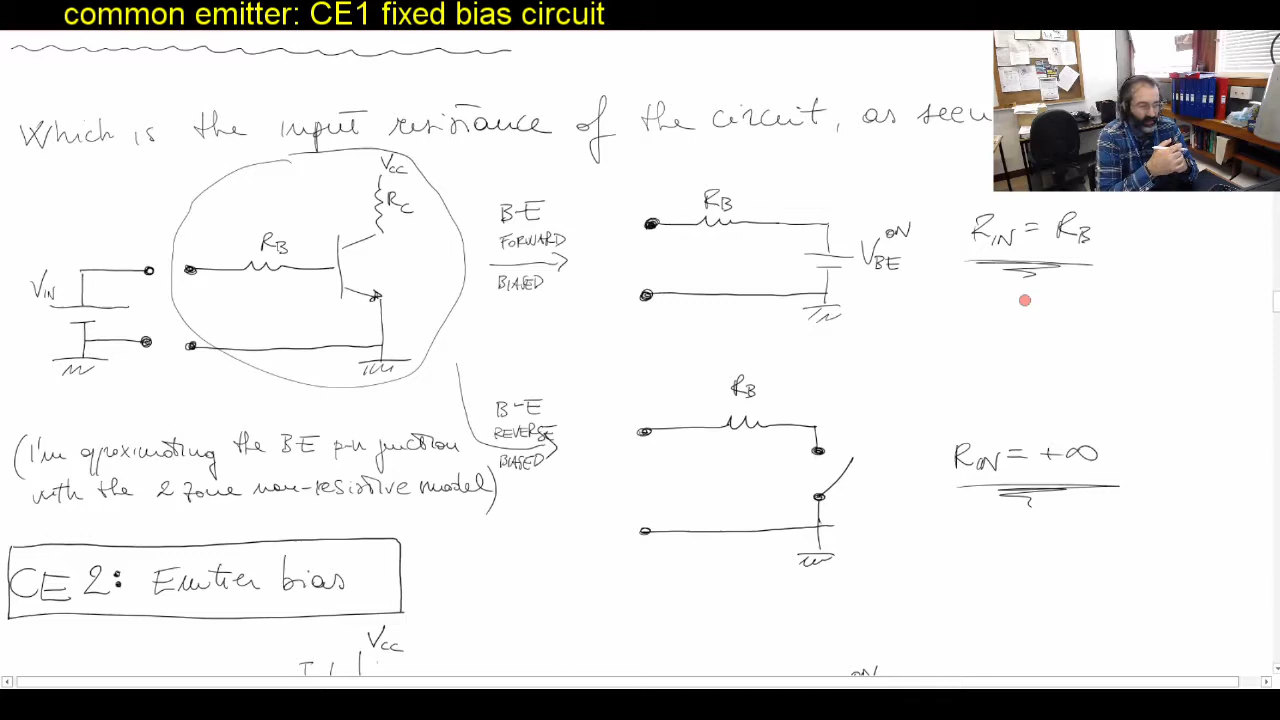 common emitter: CE1 fixed bias circuit
Which is the input resistance of the circuit, as seen
VCC
RC
RB
VIN
B-E
FORWARD
BIASED
RB
VBE ON
RIN = RB
B-E
REVERSE
BIASED
RB
RIN = +∞
(I'm aproximating the BE p-n junction
with the 2 zone non-resistive model)
CE 2: Emitter bias
VCC
ON